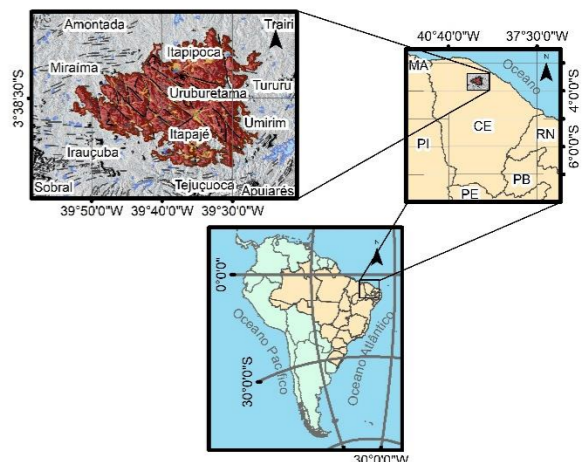 Amontada
Trairi
Itapipoca
Miraíma
Tururu
Uruburetama
3°38'30"S
Umirim
Itapajé
Irauçuba
Sobral
Tejuçuoca
Apuiarés
39°50'0"W
39°40'0"W
39°30'0"W
40°0'0"W
37°30'0"W
MA
Oceano
N
4°0'0"S
CE
RN
PI
6°0'0"S
PB
PE
0°0'0"
Oceano Pacífico
Oceano Atlântico
30°0'0"S
30°0'0"W